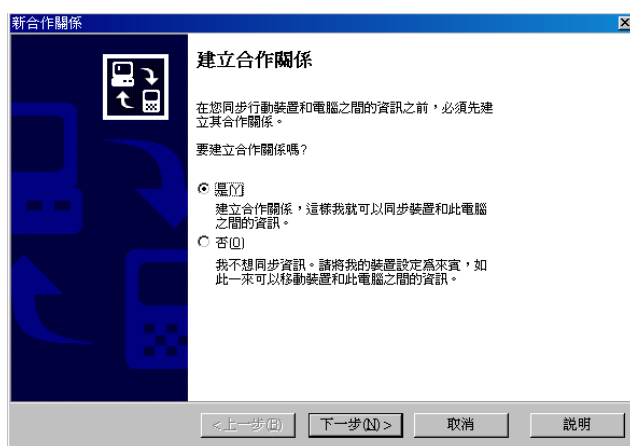 新合作關係
建立合作關係
在您同步行動裝置和電腦之間的資訊之前，必須先建
立其合作關係。
要建立合作關係嗎?
是(Y)
建立合作關係，這樣我就可以同步裝置和此電腦
之間的資訊。
否(O)
我不想同步資訊。請將我的裝置設定為來賓，如
此一來可以移動裝置和此電腦之間的資訊。
<上一步(B)
下一步(N) >
取消
說明